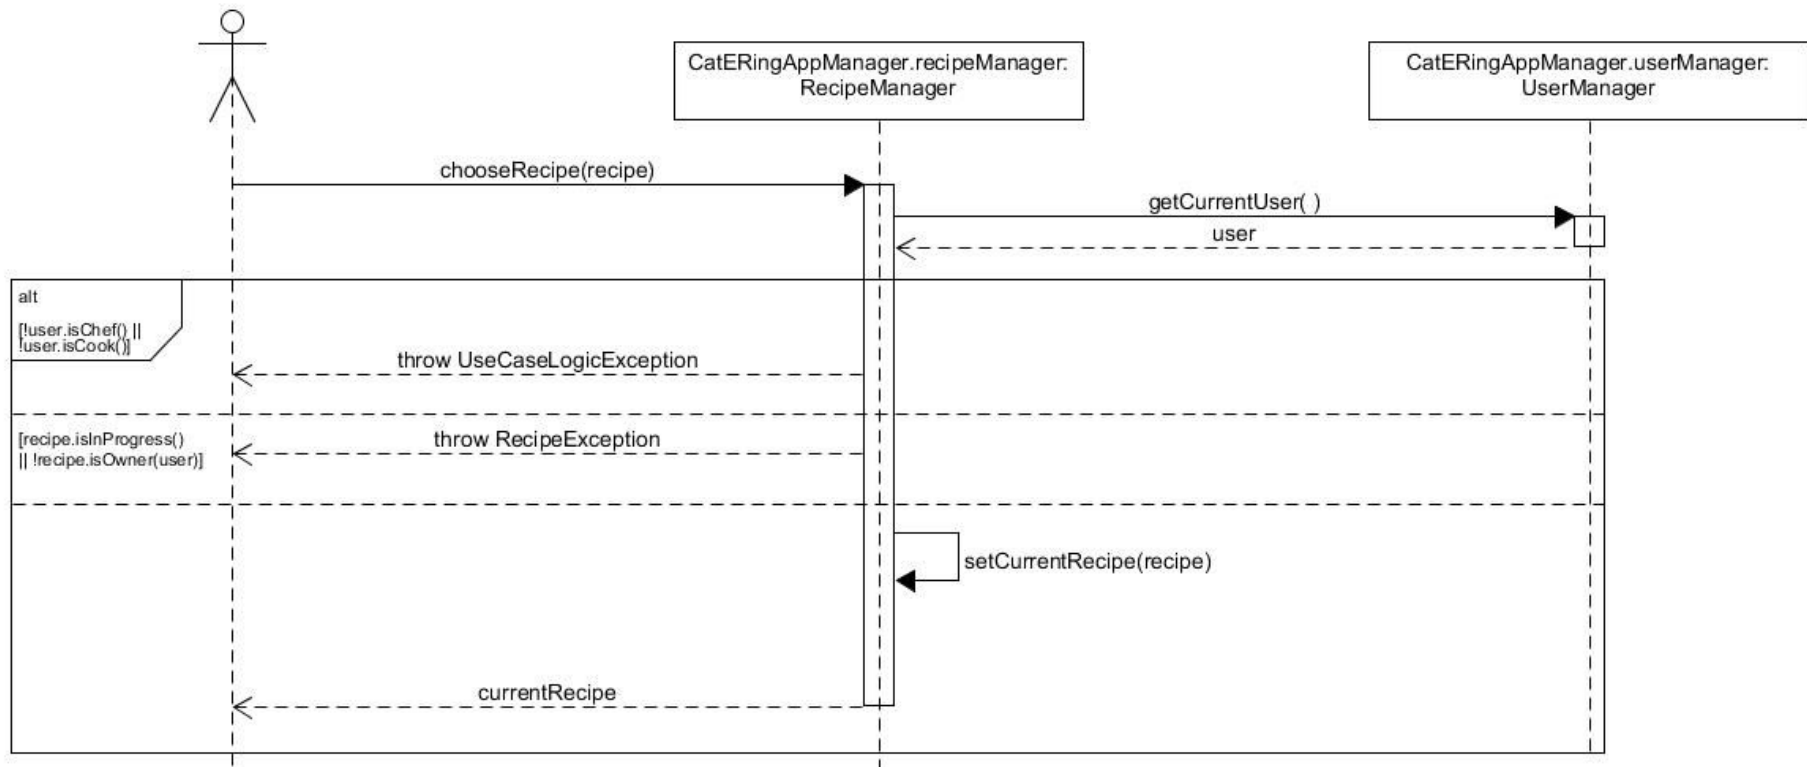 CatERingAppManager.recipeManager:
RecipeManager
CatERingAppManager.userManager:
UserManager
chooseRecipe(recipe)
getCurrentUser( )
user
alt
[!user.isChef() ||
!user.isCook()]
throw UseCaseLogicException
[recipe.isInProgress()
|| !recipe.isOwner(user)]
throw RecipeException
setCurrentRecipe(recipe)
currentRecipe